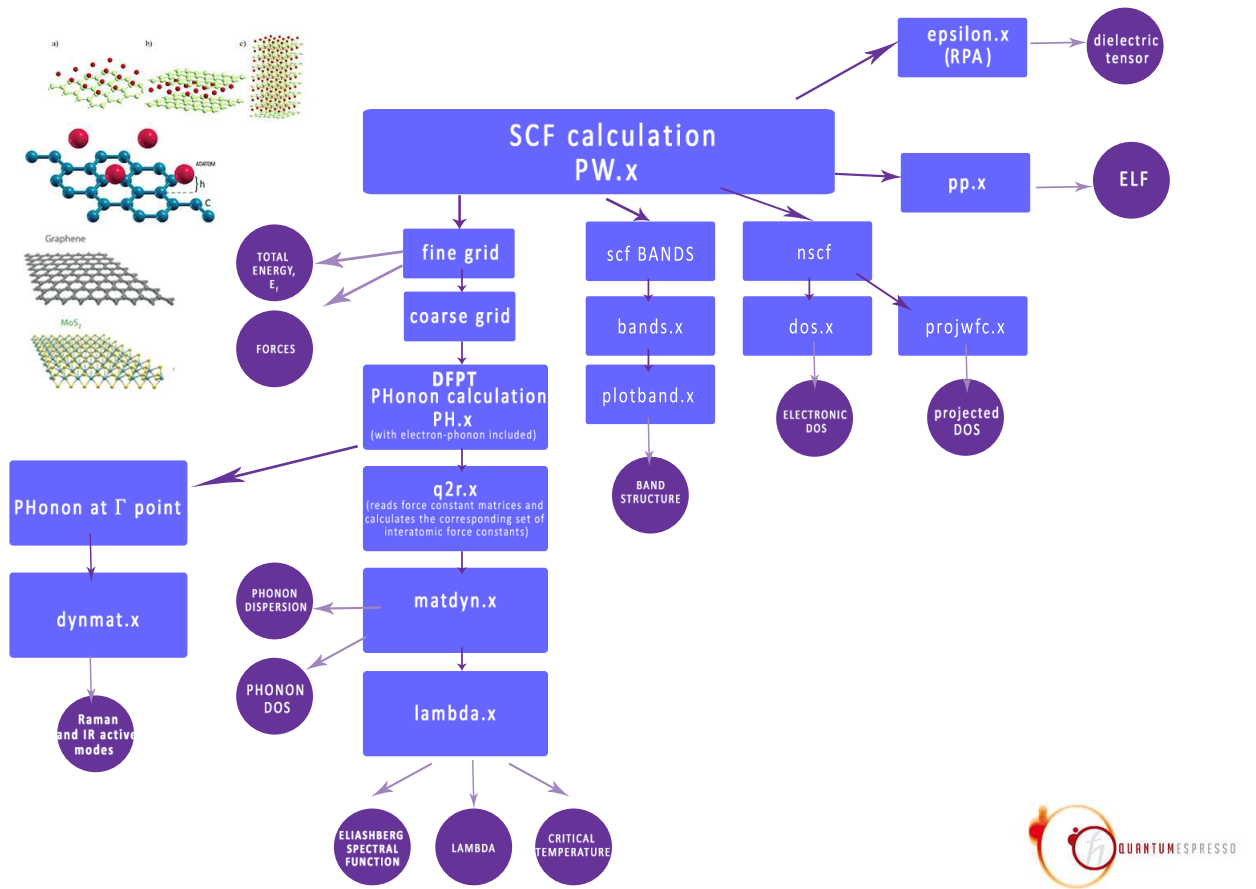 a)
b)
c)
ADATOM
h
C
Graphene
MoS₂
epsilon.x
(RPA)
dielectric
tensor
SCF calculation
PW.x
pp.x
ELF
TOTAL
ENERGY,
E_f
FORCES
fine grid
coarse grid
scf BANDS
nscf
bands.x
dos.x
projwfc.x
DFPT
PHonon calculation
PH.x
(with electron-phonon included)
plotband.x
ELECTRONIC
DOS
projected
DOS
PHonon at Γ point
q2r.x
(reads force constant matrices and
calculates the corresponding set of
interatomic force constants)
BAND
STRUCTURE
dynmat.x
PHONON
DISPERSION
matdyn.x
PHONON
DOS
Raman
and IR active
modes
lambda.x
ELIASHBERG
SPECTRAL
FUNCTION
LAMBDA
CRITICAL
TEMPERATURE
ħ
QUANTUMESPRESSO